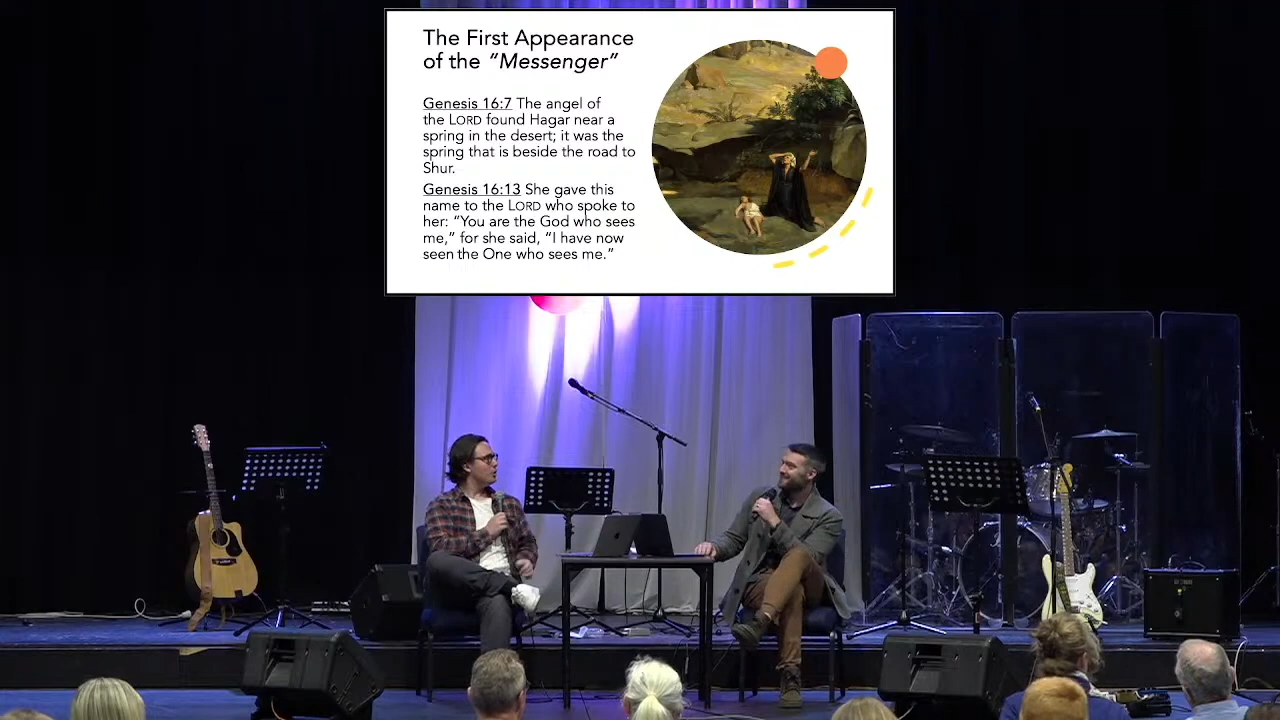 The First Appearance
of the “Messenger”
Genesis 16:7 The angel of
the LORD found Hagar near a
spring in the desert; it was the
spring that is beside the road to
Shur.
Genesis 16:13 She gave this
name to the LORD who spoke to
her: “You are the God who sees
me,” for she said, “I have now
seen the One who sees me.”